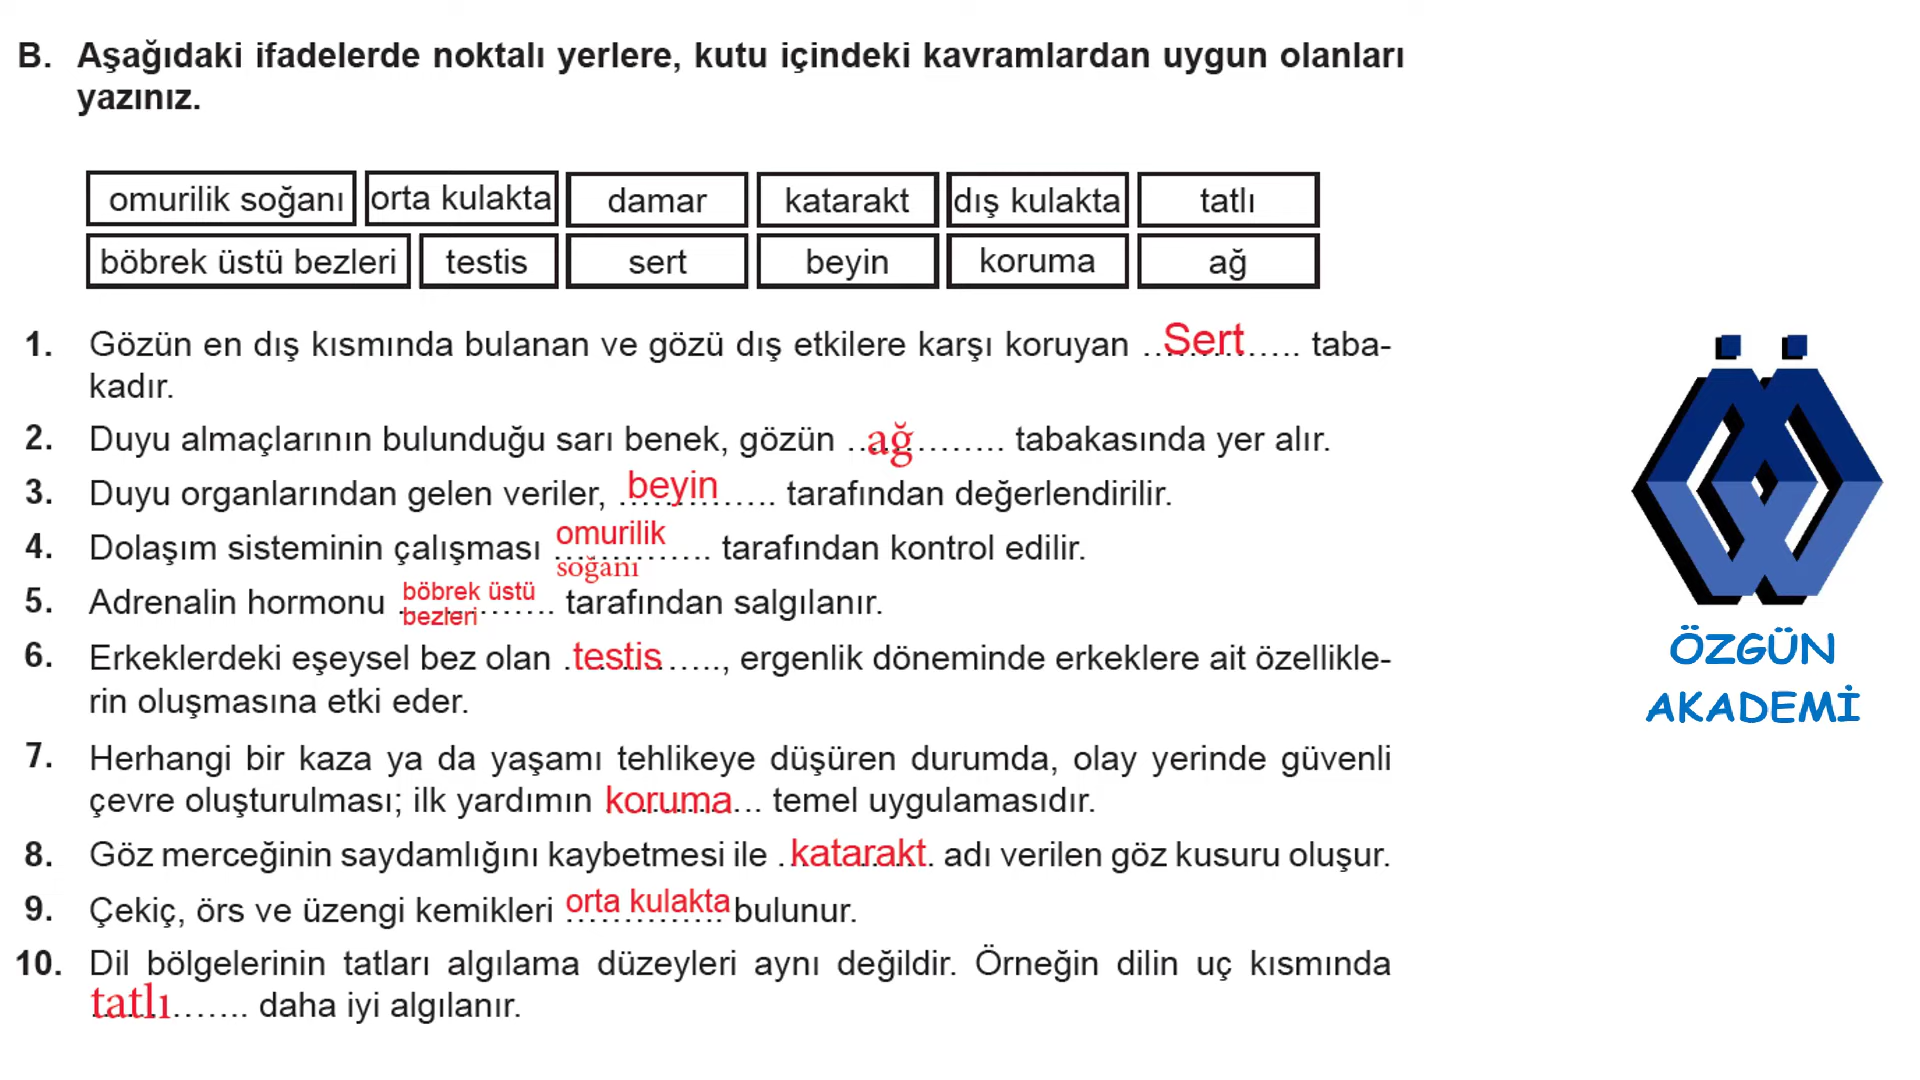 B. Aşağıdaki ifadelerde noktalı yerlere, kutu içindeki kavramlardan uygun olanları
yazınız.
omurilik soğanı orta kulakta damar katarakt dış kulakta tatlı
böbrek üstü bezleri testis sert beyin koruma ağ
1. Gözün en dış kısmında bulanan ve gözü dış etkilere karşı koruyan Sert taba-
kadır.
2. Duyu almaçlarının bulunduğu sarı benek, gözün ağ tabakasında yer alır.
3. Duyu organlarından gelen veriler, beyin tarafından değerlendirilir.
4. Dolaşım sisteminin çalışması omurilik soğanı tarafından kontrol edilir.
5. Adrenalin hormonu böbrek üstü bezleri tarafından salgılanır.
6. Erkeklerdeki eşeysel bez olan testis, ergenlik döneminde erkeklere ait özellikle-
rin oluşmasına etki eder.
7. Herhangi bir kaza ya da yaşamı tehlikeye düşüren durumda, olay yerinde güvenli
çevre oluşturulması; ilk yardımın koruma temel uygulamasıdır.
8. Göz merceğinin saydamlığını kaybetmesi ile katarakt adı verilen göz kusuru oluşur.
9. Çekiç, örs ve üzengi kemikleri orta kulakta bulunur.
10. Dil bölgelerinin tatları algılama düzeyleri aynı değildir. Örneğin dilin uç kısmında
tatlı daha iyi algılanır.
ÖZGÜN
AKADEMİ